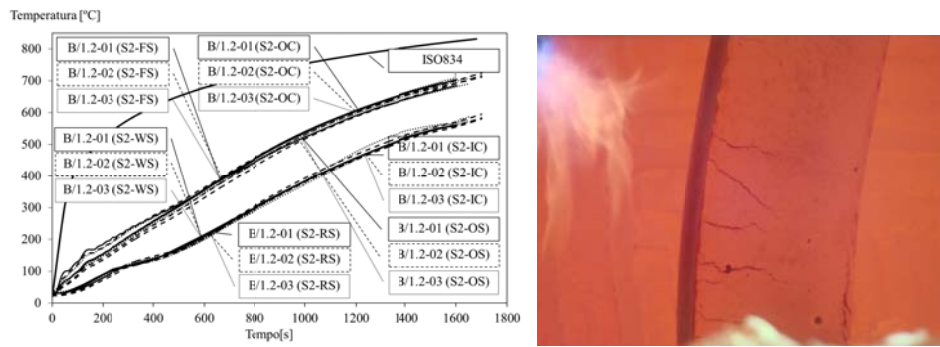 Temperatura [ºC]
800
700
600
500
400
300
200
100
0
B/1.2-01 (S2-FS)
B/1.2-02 (S2-FS)
B/1.2-03 (S2-FS)
B/1.2-01 (S2-OC)
B/1.2-02 (S2-OC)
B/1.2-03 (S2-OC)
ISO834
B/1.2-01 (S2-WS)
B/1.2-02 (S2-WS)
B/1.2-03 (S2-WS)
B/1.2-01 (S2-IC)
B/1.2-02 (S2-IC)
B/1.2-03 (S2-IC)
E/1.2-01 (S2-RS)
E/1.2-02 (S2-RS)
E/1.2-03 (S2-RS)
B/1.2-01 (S2-OS)
B/1.2-02 (S2-OS)
B/1.2-03 (S2-OS)
0 200 400 600 800 1000 1200 1400 1600 1800
Tempo[s]